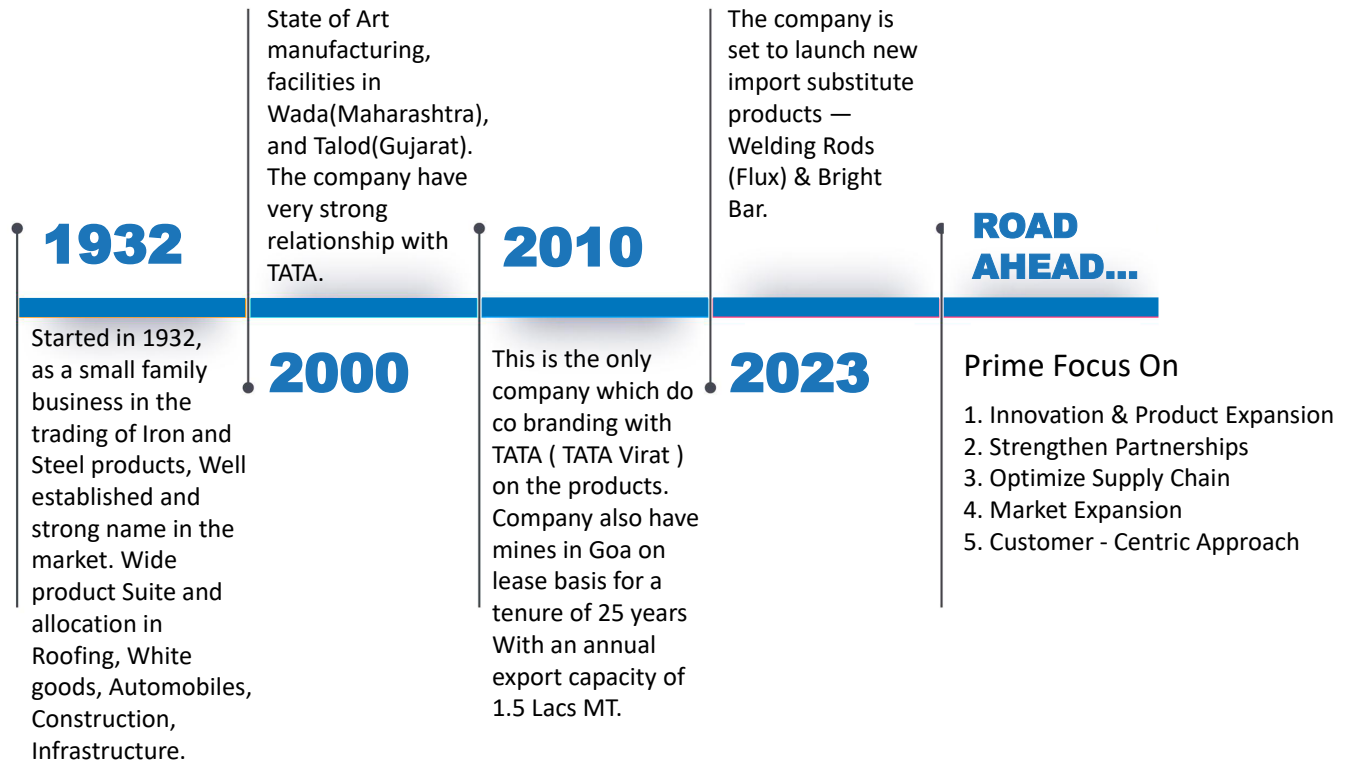 1932
Started in 1932,
as a small family
business in the
trading of Iron and
Steel products, Well
established and
strong name in the
market. Wide
product Suite and
allocation in
Roofing, White
goods, Automobiles,
Construction,
Infrastructure.
State of Art
manufacturing,
facilities in
Wada(Maharashtra),
and Talod(Gujarat).
The company have
very strong
relationship with
TATA.
2000
2010
This is the only
company which do
co branding with
TATA ( TATA Virat )
on the products.
Company also have
mines in Goa on
lease basis for a
tenure of 25 years
With an annual
export capacity of
1.5 Lacs MT.
The company is
set to launch new
import substitute
products —
Welding Rods
(Flux) & Bright
Bar.
2023
ROAD
AHEAD...
Prime Focus On
1. Innovation & Product Expansion
2. Strengthen Partnerships
3. Optimize Supply Chain
4. Market Expansion
5. Customer - Centric Approach